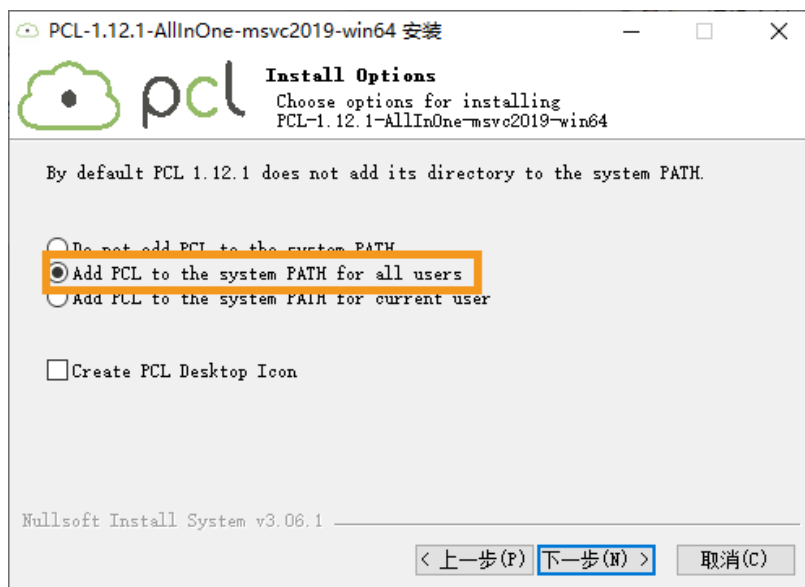 PCL-1.12.1-AllInOne-msvc2019-win64 安装
pcl
Install Options
Choose options for installing
PCL-1.12.1-AllInOne-msvc2019-win64
By default PCL 1.12.1 does not add its directory to the system PATH.
Do not add PCL to the system PATH
Add PCL to the system PATH for all users
Add PCL to the system PATH for current user
Create PCL Desktop Icon
Nullsoft Install System v3.06.1
< 上一步(P) 下一步(N) > 取消(C)